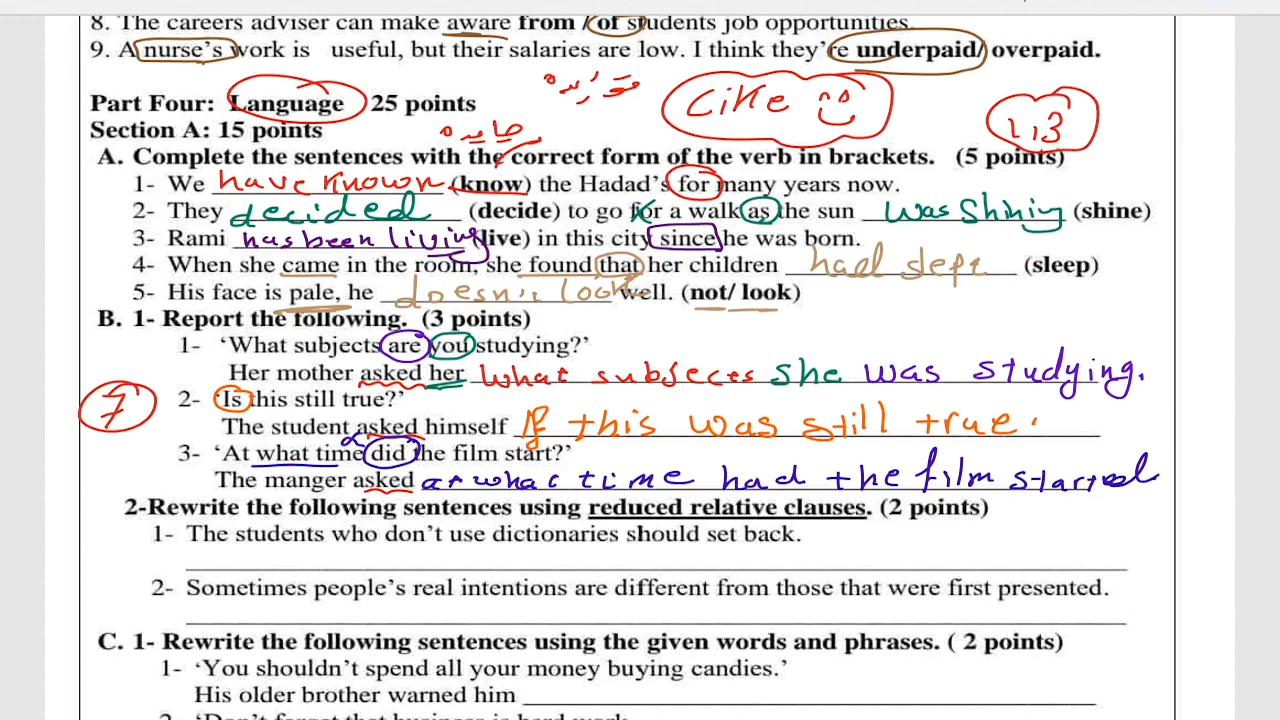 8. The careers adviser can make aware from / of students job opportunities.
9. A nurse's work is useful, but their salaries are low. I think they're underpaid/ overpaid.
Part Four: Language 25 points
Like
Section A: 15 points
A. Complete the sentences with the correct form of the verb in brackets. (5 points)
1- We have known (know) the Hadad's for many years now.
2- They decided (decide) to go for a walk as the sun was shining (shine)
3- Rami has been living (live) in this city since he was born.
4- When she came in the room, she found that her children had slept (sleep)
5- His face is pale, he doesn't look well. (not/ look)
B. 1- Report the following. (3 points)
1- ‘What subjects are you studying?’
Her mother asked her what subjects she was studying.
7
2- ‘Is this still true?’
The student asked himself If this was still true.
3- ‘At what time did the film start?’
The manger asked at what time had the film started
2-Rewrite the following sentences using reduced relative clauses. (2 points)
1- The students who don't use dictionaries should set back.
2- Sometimes people's real intentions are different from those that were first presented.
C. 1- Rewrite the following sentences using the given words and phrases. ( 2 points)
1- ‘You shouldn't spend all your money buying candies.’
His older brother warned him
2- ‘Don't forget that business is hard work